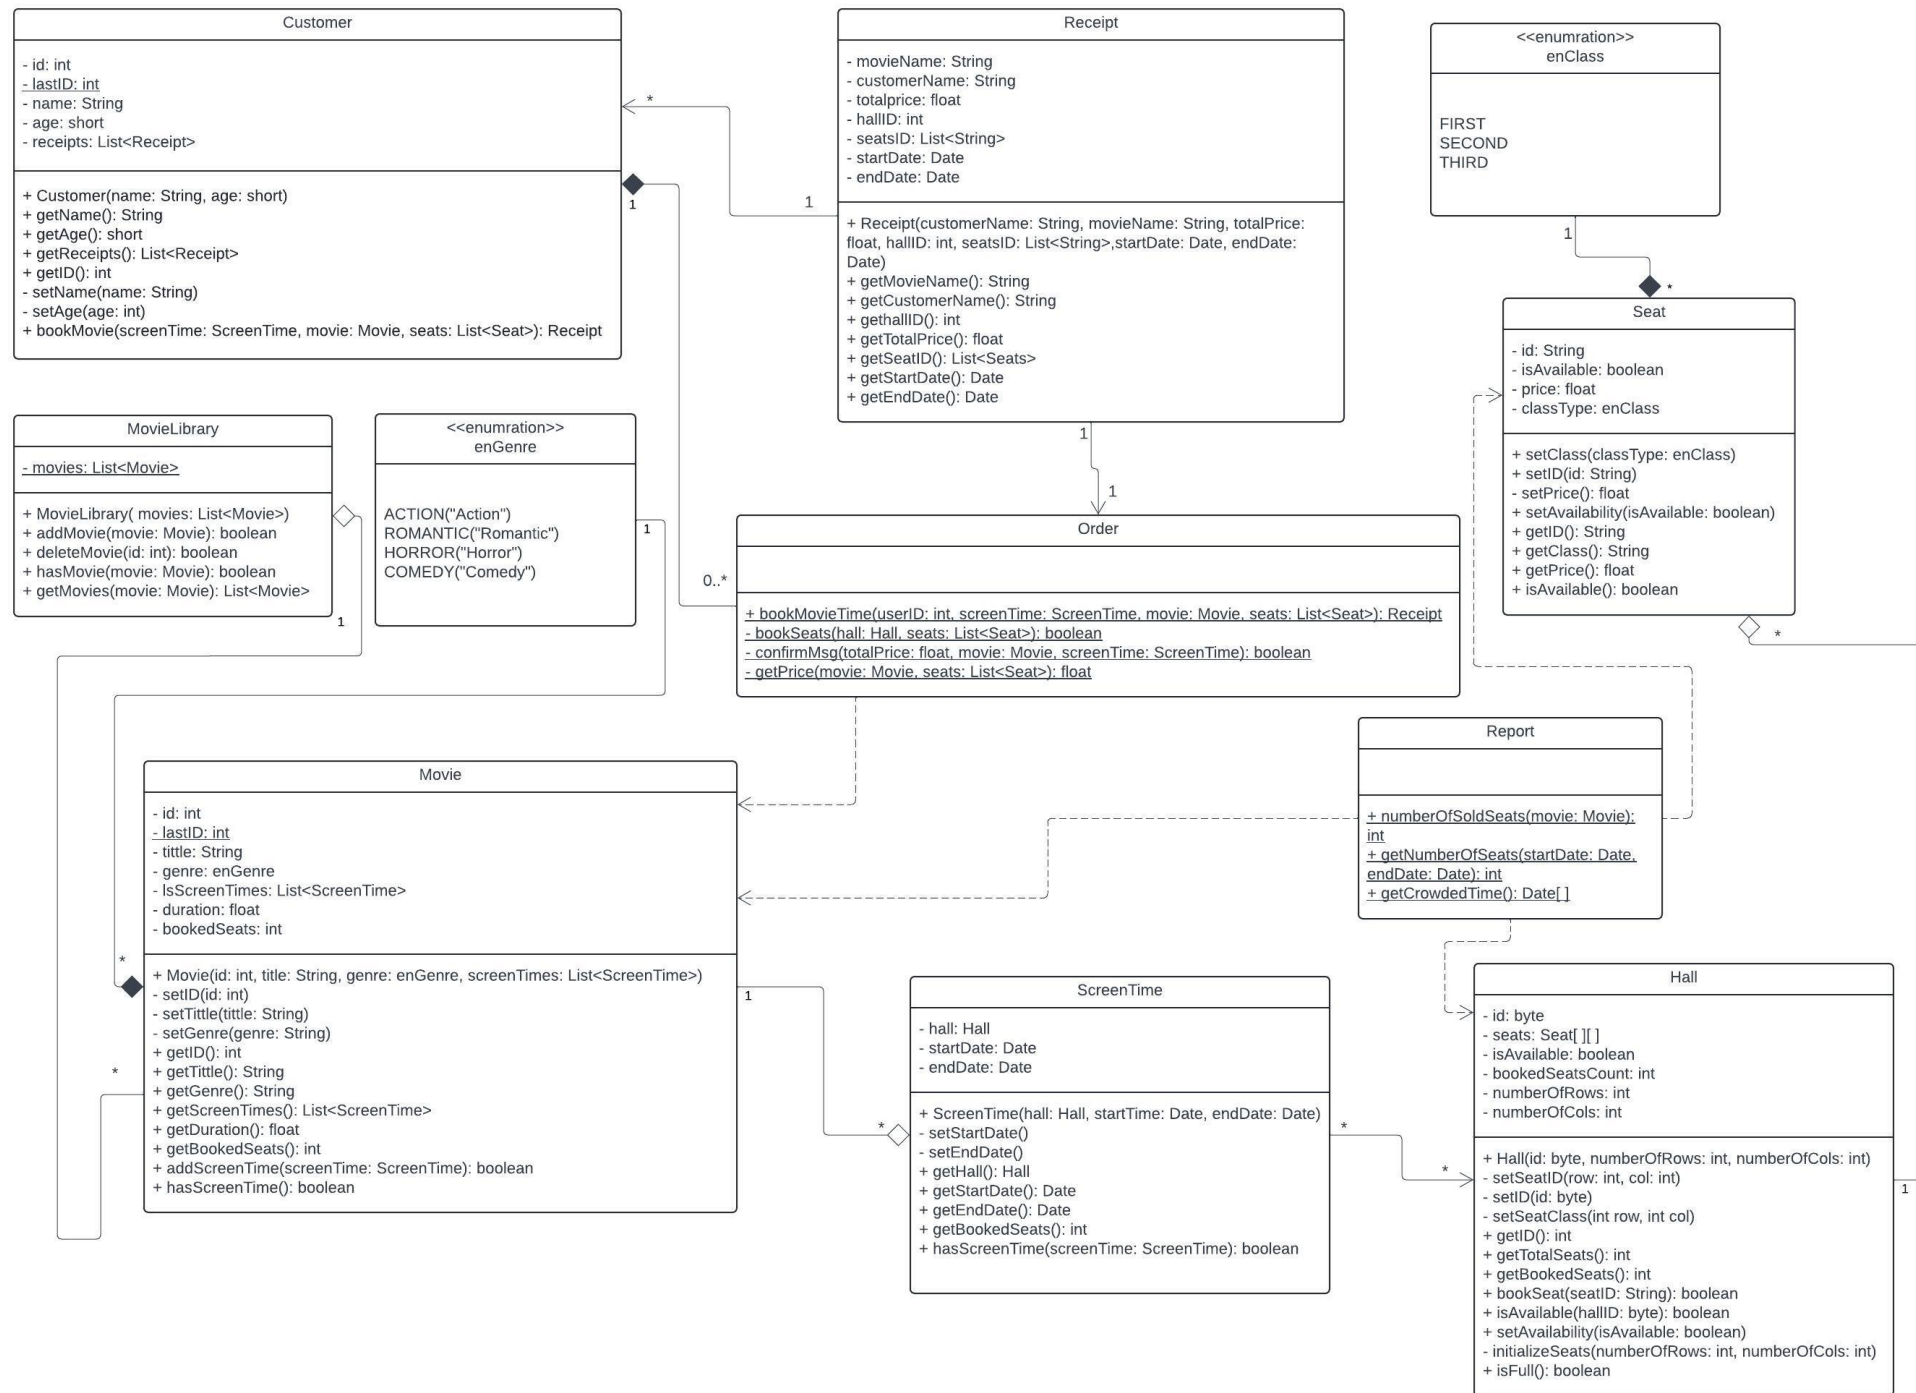 Customer
- id: int
- lastID: int
- name: String
- age: short
- receipts: List<Receipt>
+ Customer(name: String, age: short)
+ getName(): String
+ getAge(): short
+ getReceipts(): List<Receipt>
+ getID(): int
- setName(name: String)
- setAge(age: int)
+ bookMovie(screenTime: ScreenTime, movie: Movie, seats: List<Seat>): Receipt
*
1
1
Receipt
- movieName: String
- customerName: String
- totalprice: float
- hallID: int
- seatsID: List<String>
- startDate: Date
- endDate: Date
+ Receipt(customerName: String, movieName: String, totalPrice:
float, hallID: int, seatsID: List<String>,startDate: Date, endDate:
Date)
+ getMovieName(): String
+ getCustomerName(): String
+ gethallID(): int
+ getTotalPrice(): float
+ getSeatID(): List<Seats>
+ getStartDate(): Date
+ getEndDate(): Date
1
1
<<enumration>>
enClass
FIRST
SECOND
THIRD
1
*
Seat
- id: String
- isAvailable: boolean
- price: float
- classType: enClass
+ setClass(classType: enClass)
+ setID(id: String)
- setPrice(): float
+ setAvailability(isAvailable: boolean)
+ getID(): String
+ getClass(): String
+ getPrice(): float
+ isAvailable(): boolean
*
MovieLibrary
- movies: List<Movie>
+ MovieLibrary( movies: List<Movie>)
+ addMovie(movie: Movie): boolean
+ deleteMovie(id: int): boolean
+ hasMovie(movie: Movie): boolean
+ getMovies(movie: Movie): List<Movie>
1
<<enumration>>
enGenre
ACTION("Action")
ROMANTIC("Romantic")
HORROR("Horror")
COMEDY("Comedy")
1
0..*
Order
+ bookMovieTime(userID: int, screenTime: ScreenTime, movie: Movie, seats: List<Seat>): Receipt
- bookSeats(hall: Hall, seats: List<Seat>): boolean
- confirmMsg(totalPrice: float, movie: Movie, screenTime: ScreenTime): boolean
- getPrice(movie: Movie, seats: List<Seat>): float
Report
+ numberOfSoldSeats(movie: Movie):
int
+ getNumberOfSeats(startDate: Date,
endDate: Date): int
+ getCrowdedTime(): Date[ ]
Movie
- id: int
- lastID: int
- tittle: String
- genre: enGenre
- lsScreenTimes: List<ScreenTime>
- duration: float
- bookedSeats: int
+ Movie(id: int, title: String, genre: enGenre, screenTimes: List<ScreenTime>)
- setID(id: int)
- setTittle(tittle: String)
- setGenre(genre: String)
+ getID(): int
+ getTittle(): String
+ getGenre(): String
+ getScreenTimes(): List<ScreenTime>
+ getDuration(): float
+ getBookedSeats(): int
+ addScreenTime(screenTime: ScreenTime): boolean
+ hasScreenTime(): boolean
*
*
1
*
ScreenTime
- hall: Hall
- startDate: Date
- endDate: Date
+ ScreenTime(hall: Hall, startTime: Date, endDate: Date)
- setStartDate()
- setEndDate()
+ getHall(): Hall
+ getStartDate(): Date
+ getEndDate(): Date
+ getBookedSeats(): int
+ hasScreenTime(screenTime: ScreenTime): boolean
*
*
Hall
- id: byte
- seats: Seat[ ][ ]
- isAvailable: boolean
- bookedSeatsCount: int
- numberOfRows: int
- numberOfCols: int
+ Hall(id: byte, numberOfRows: int, numberOfCols: int)
- setSeatID(row: int, col: int)
- setID(id: byte)
- setSeatClass(int row, int col)
+ getID(): int
+ getTotalSeats(): int
+ getBookedSeats(): int
+ bookSeat(seatID: String): boolean
+ isAvailable(hallID: byte): boolean
+ setAvailability(isAvailable: boolean)
- initializeSeats(numberOfRows: int, numberOfCols: int)
+ isFull(): boolean
1